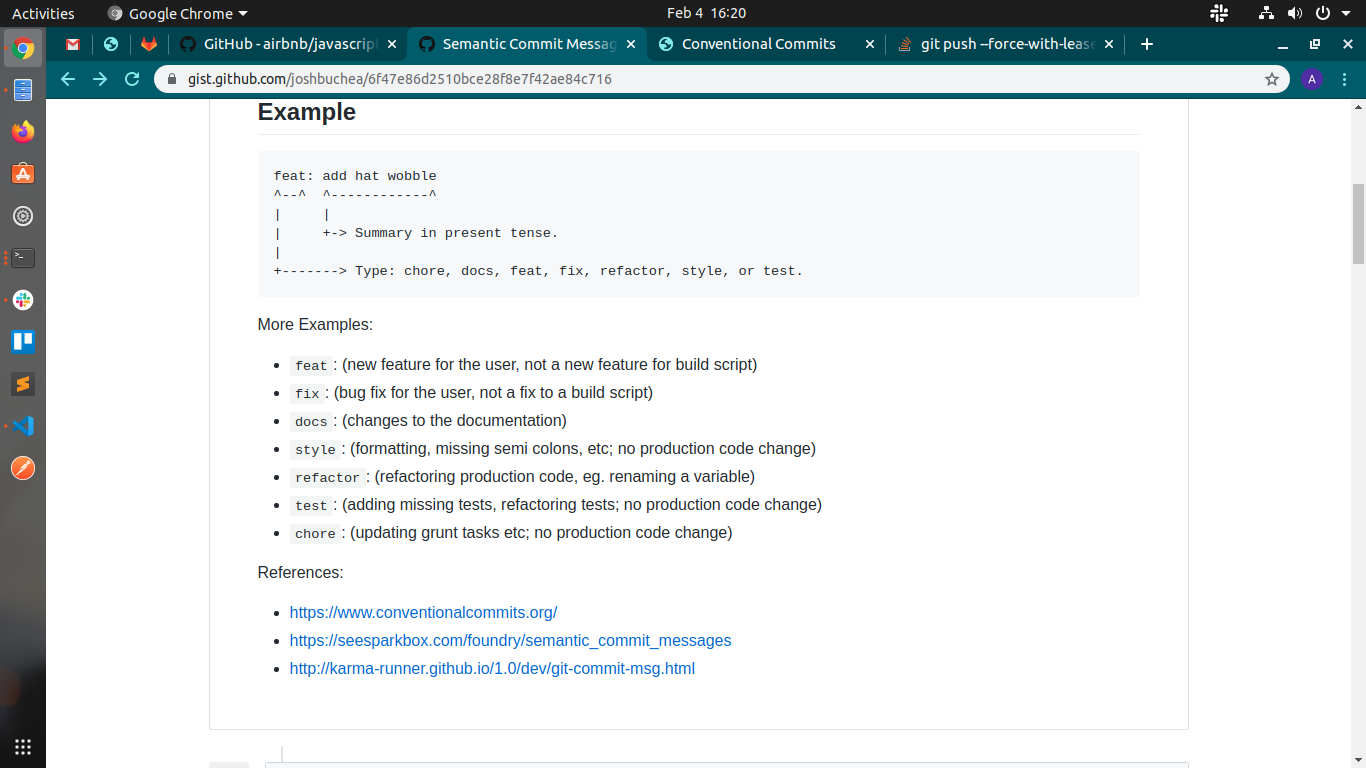 Activities
Google Chrome
Feb 4 16:20
GitHub - airbnb/javascrip
Semantic Commit Messag
Conventional Commits
git push --force-with-lease
gist.github.com/joshbuchea/6f47e86d2510bce28f8e7f42ae84c716
A
Example
feat: add hat wobble
^--^  ^------------^
|     |
|     +-> Summary in present tense.
|
+-------> Type: chore, docs, feat, fix, refactor, style, or test.
More Examples:
feat: (new feature for the user, not a new feature for build script)
fix: (bug fix for the user, not a fix to a build script)
docs: (changes to the documentation)
style: (formatting, missing semi colons, etc; no production code change)
refactor: (refactoring production code, eg. renaming a variable)
test: (adding missing tests, refactoring tests; no production code change)
chore: (updating grunt tasks etc; no production code change)
References:
https://www.conventionalcommits.org/
https://seesparkbox.com/foundry/semantic_commit_messages
http://karma-runner.github.io/1.0/dev/git-commit-msg.html